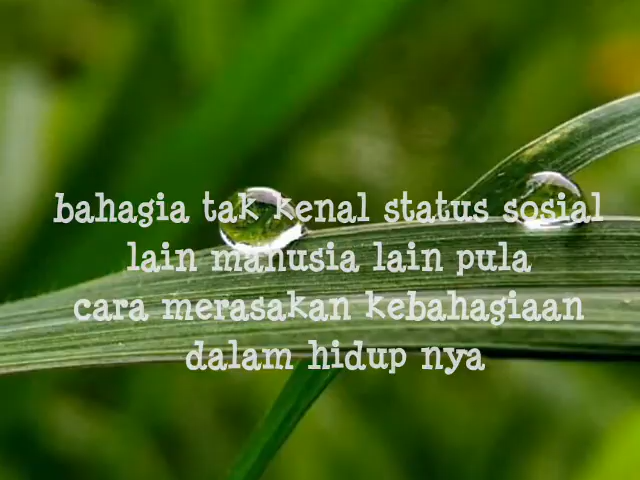 bahagia tak kenal status sosial
lain manusia lain pula
cara merasakan kebahagiaan
dalam hidup nya